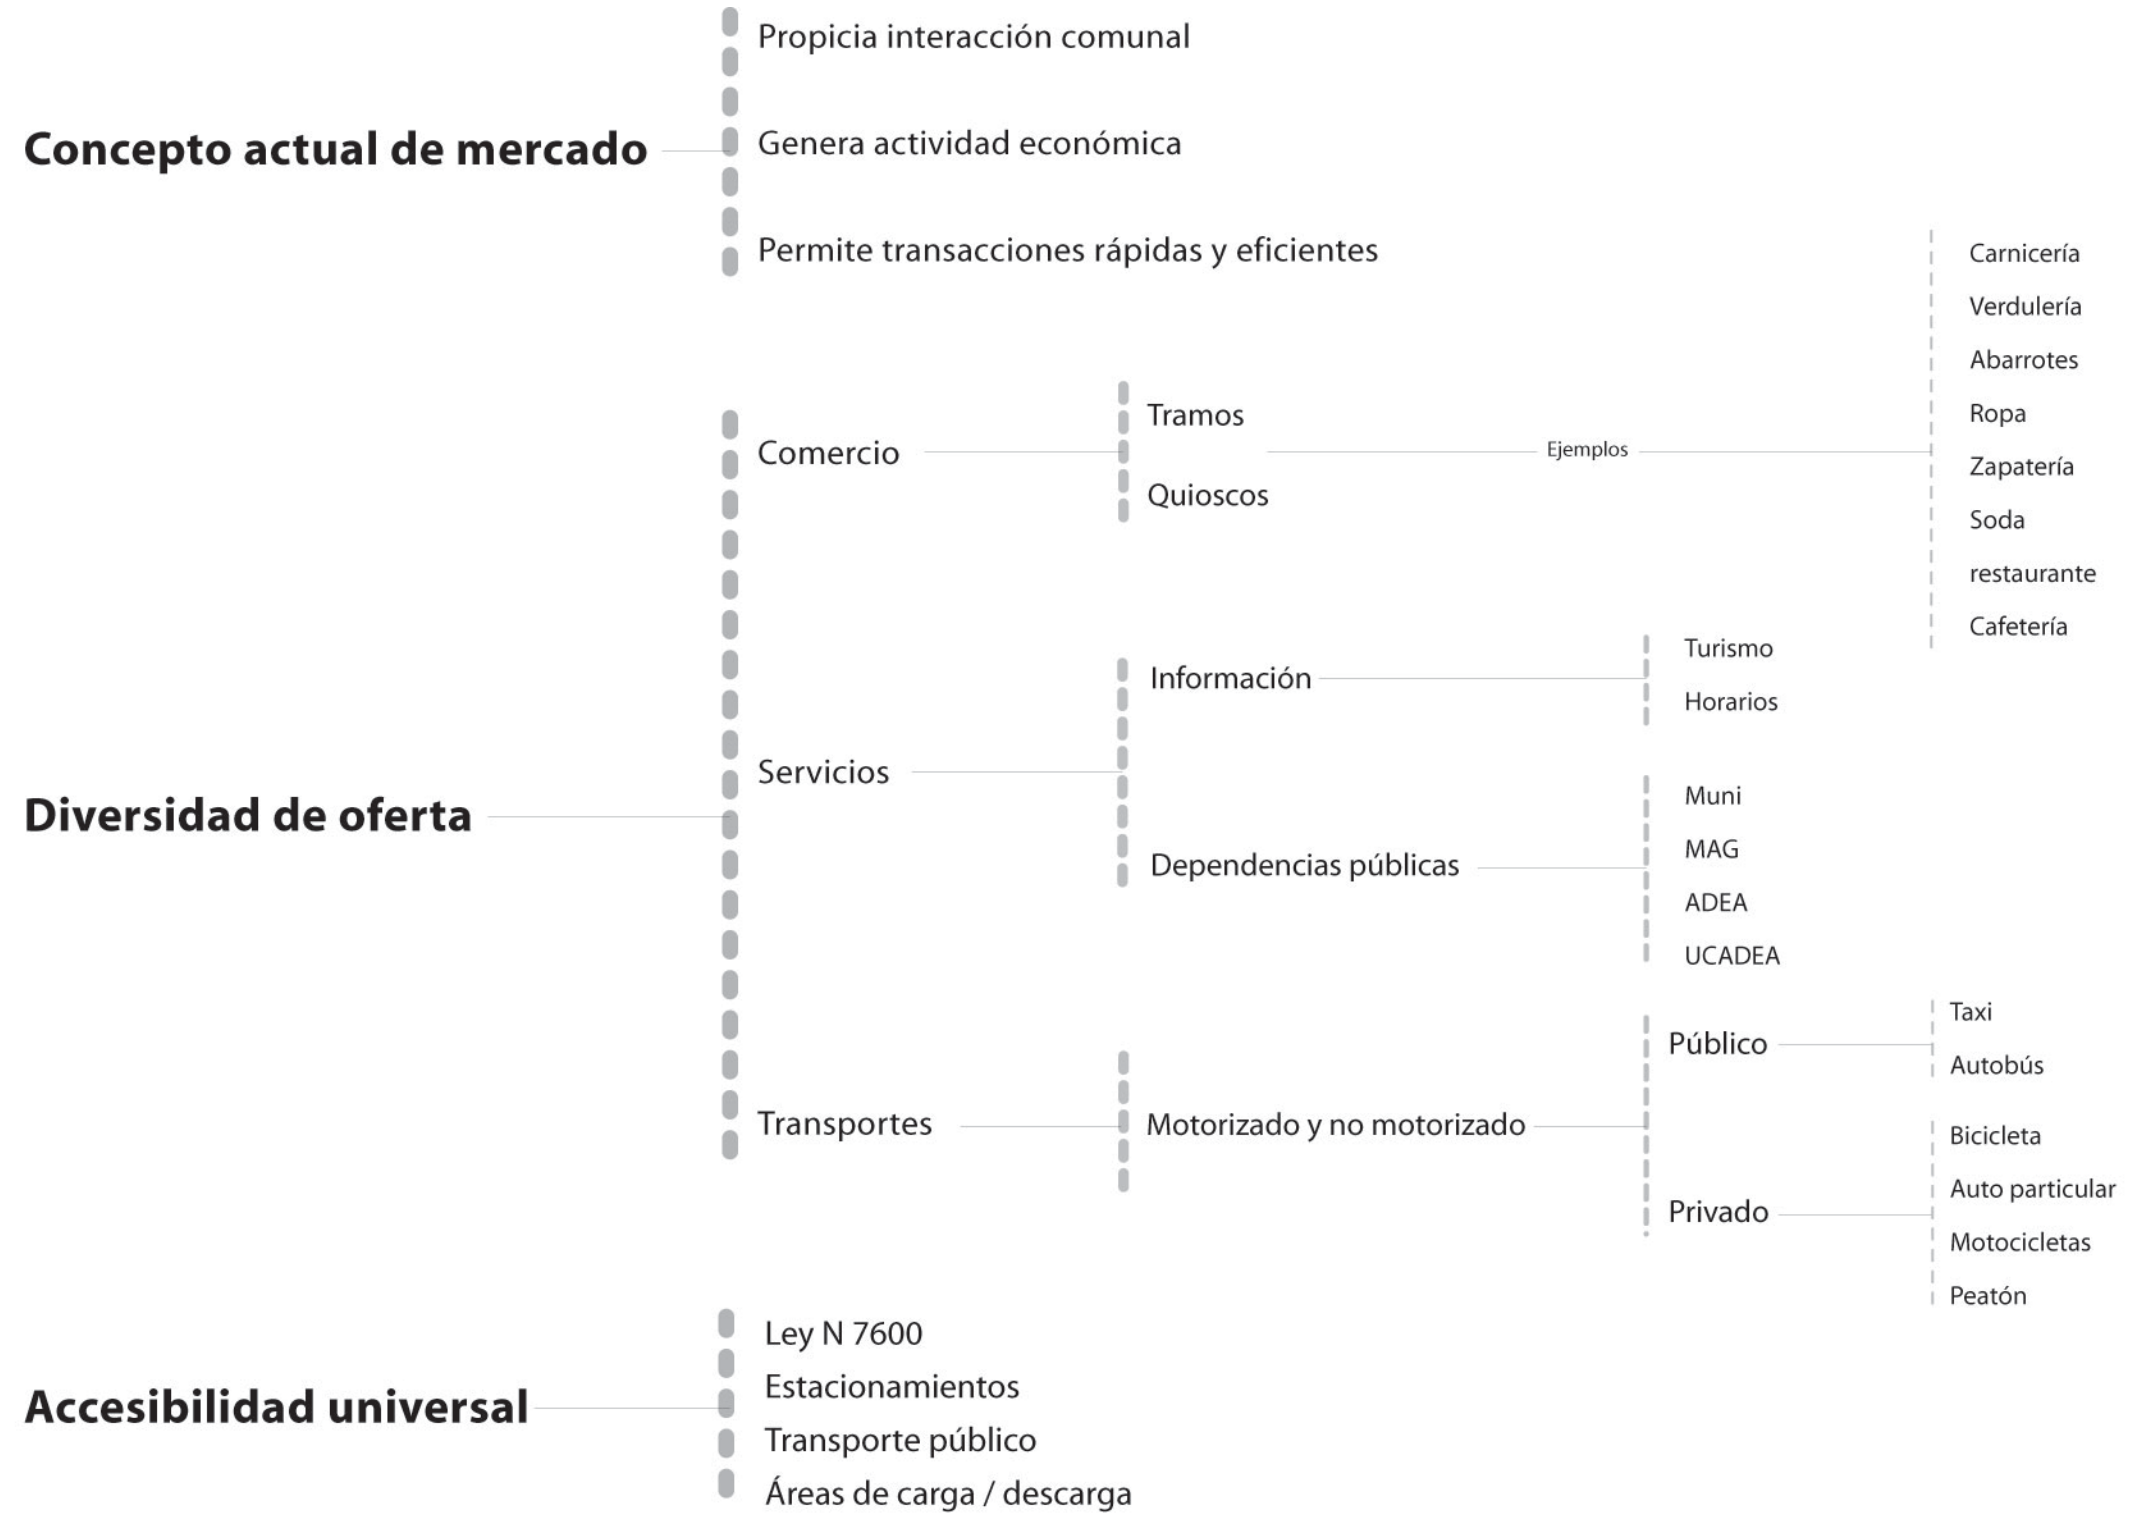 Concepto actual de mercado
Propicia interacción comunal
Genera actividad económica
Permite transacciones rápidas y eficientes
Diversidad de oferta
Comercio
Tramos
Quioscos
Ejemplos
Carnicería
Verdulería
Abarrotes
Ropa
Zapatería
Soda
restaurante
Cafetería
Servicios
Información
Turismo
Horarios
Dependencias públicas
Muni
MAG
ADEA
UCADEA
Transportes
Motorizado y no motorizado
Público
Taxi
Autobús
Privado
Bicicleta
Auto particular
Motocicletas
Peatón
Accesibilidad universal
Ley N 7600
Estacionamientos
Transporte público
Áreas de carga / descarga